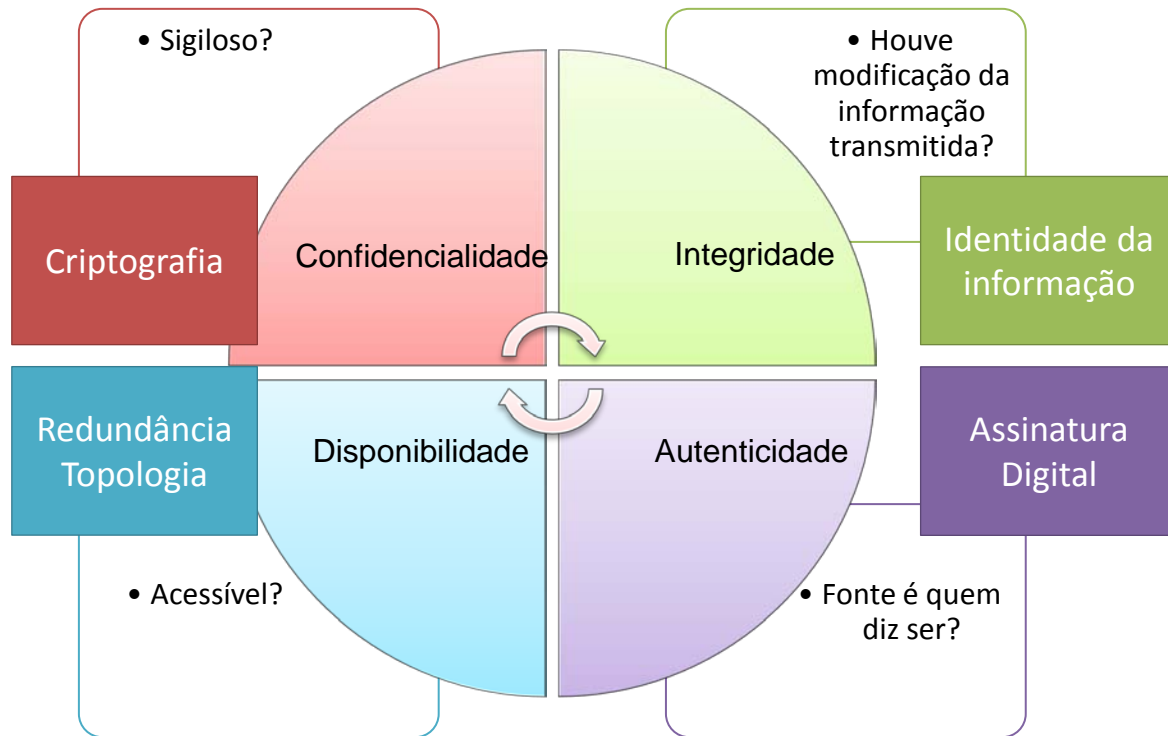 • Sigiloso?
• Houve
modificação da
informação
transmitida?
Criptografia
Confidencialidade
Integridade
Identidade da
informação
Redundância
Topologia
Disponibilidade
Autenticidade
Assinatura
Digital
• Acessível?
• Fonte é quem
diz ser?